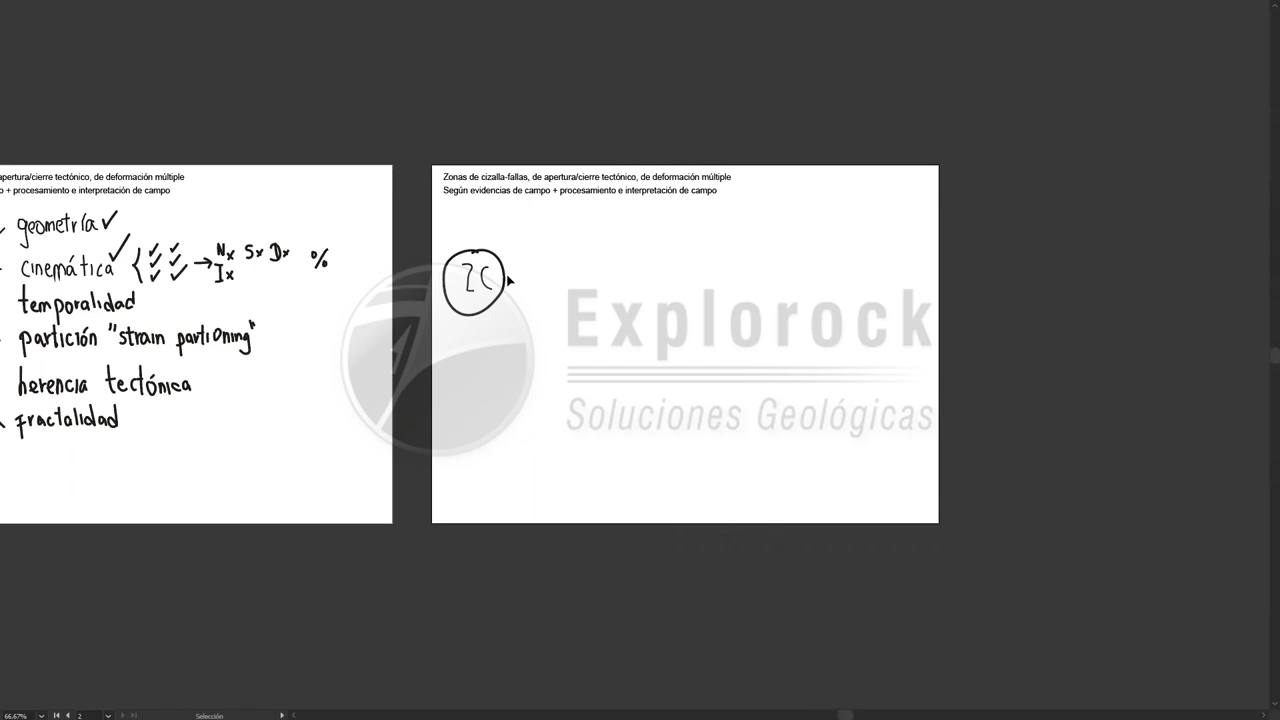 apertura/cierre tectónico, de deformación múltiple
o + procesamiento e interpretación de campo
geometría
cinemática { → Nx Sx Dx %
Ix
temporalidad
partición "strain partioning"
herencia tectónica
Fractalidad
Zonas de cizalla-fallas, de apertura/cierre tectónico, de deformación múltiple
Según evidencias de campo + procesamiento e interpretación de campo
ZC
Explorock
Soluciones Geológicas
66.67% 2 Selección